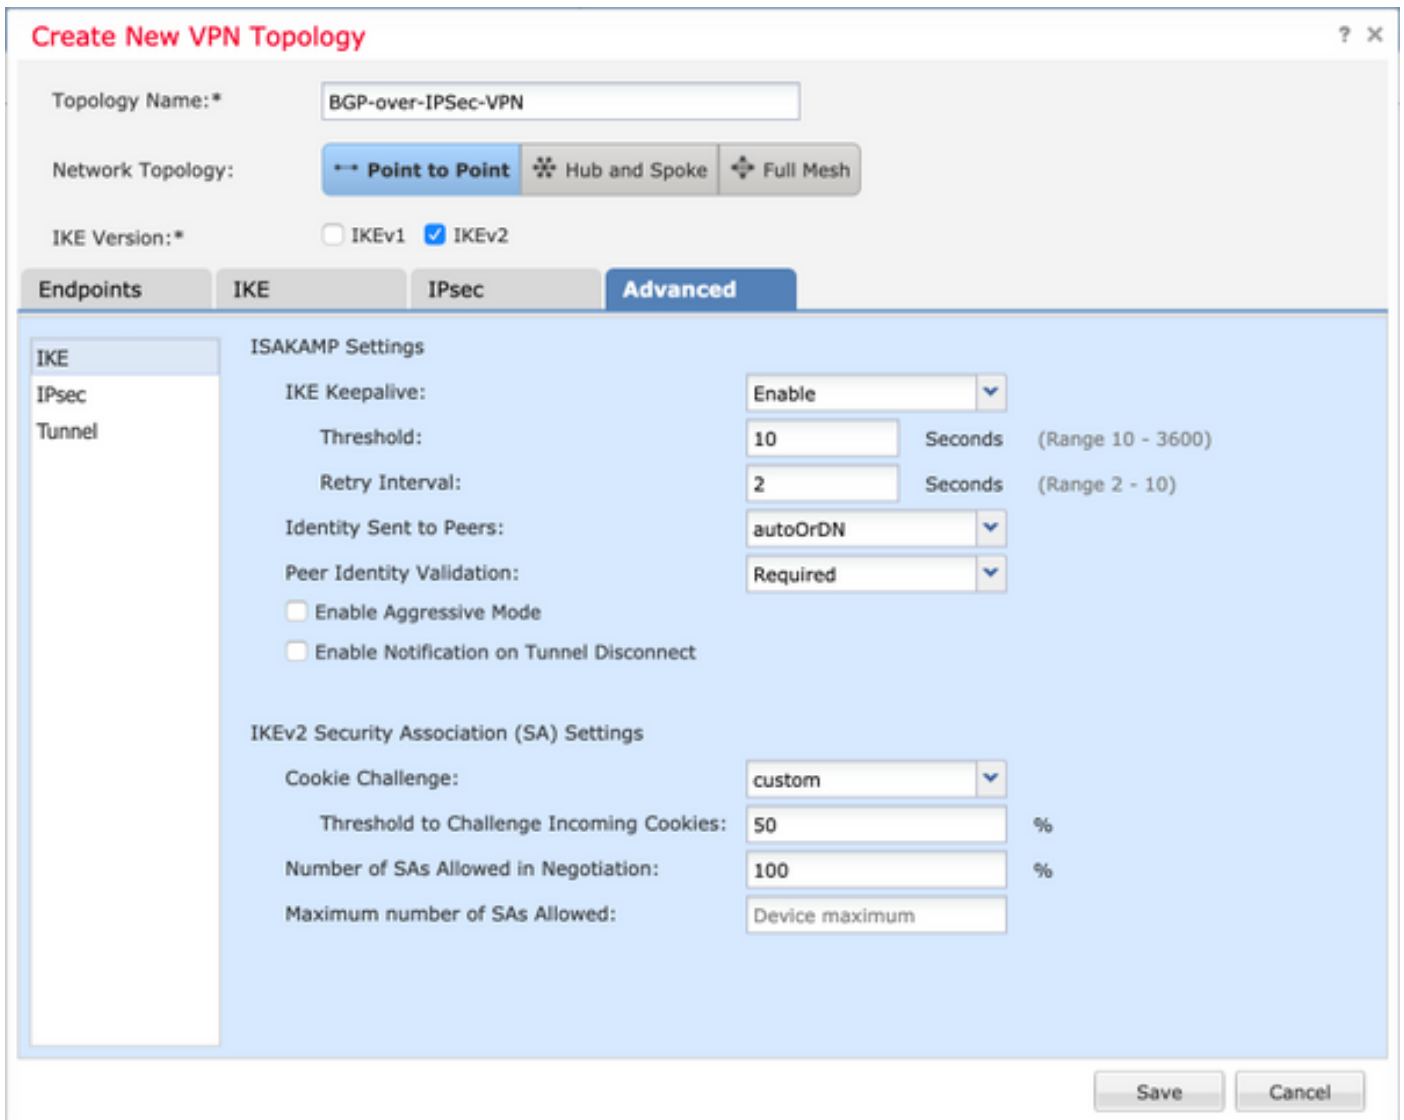 Create New VPN Topology ?
Topology Name:* BGP-over-IPSec-VPN
Network Topology: Point to Point Hub and Spoke Full Mesh
IKE Version:* IKEv1 IKEv2
Endpoints IKE IPsec Advanced
IKE
IPsec
Tunnel
ISAKAMP Settings
IKE Keepalive: Enable
Threshold: 10 Seconds (Range 10 - 3600)
Retry Interval: 2 Seconds (Range 2 - 10)
Identity Sent to Peers: autoOrDN
Peer Identity Validation: Required
Enable Aggressive Mode
Enable Notification on Tunnel Disconnect
IKEv2 Security Association (SA) Settings
Cookie Challenge: custom
Threshold to Challenge Incoming Cookies: 50 %
Number of SAs Allowed in Negotiation: 100 %
Maximum number of SAs Allowed: Device maximum
Save Cancel